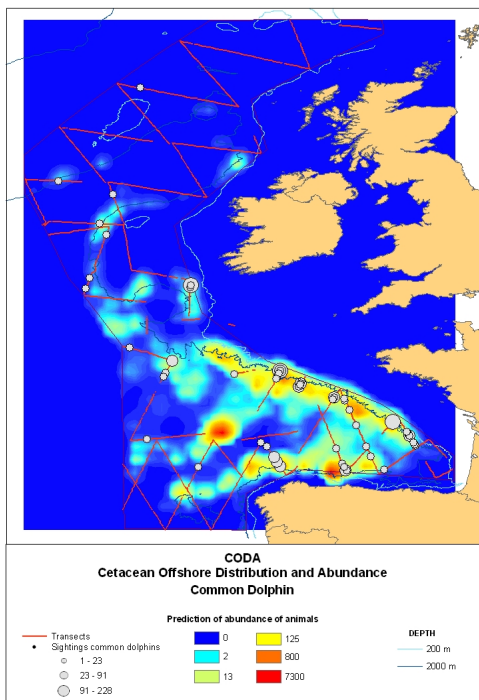 CODA
Cetacean Offshore Distribution and Abundance
Common Dolphin
Prediction of abundance of animals
Transects
Sightings common dolphins
1 - 23
23 - 91
91 - 228
0
2
13
125
800
7300
DEPTH
200 m
2000 m